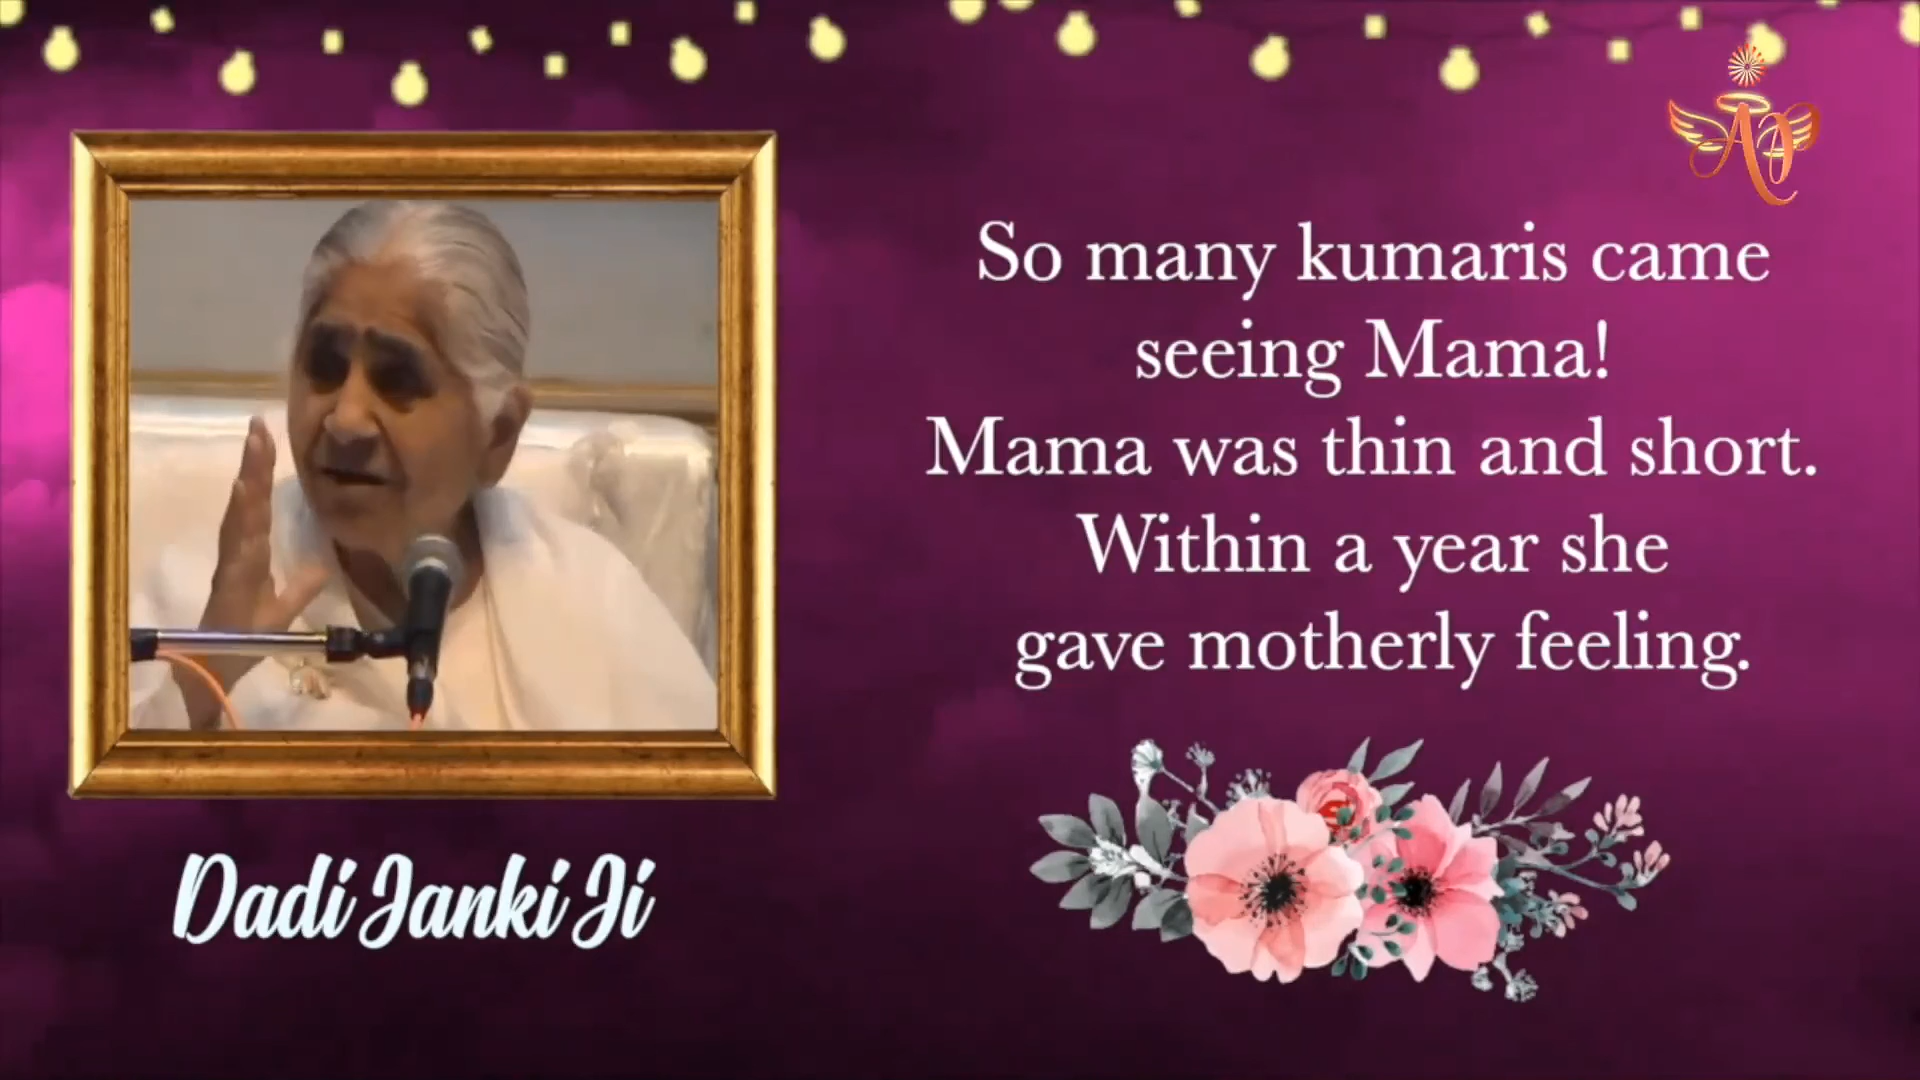 So many kumaris came
seeing Mama!
Mama was thin and short.
Within a year she
gave motherly feeling.
Dadi Janki Ji